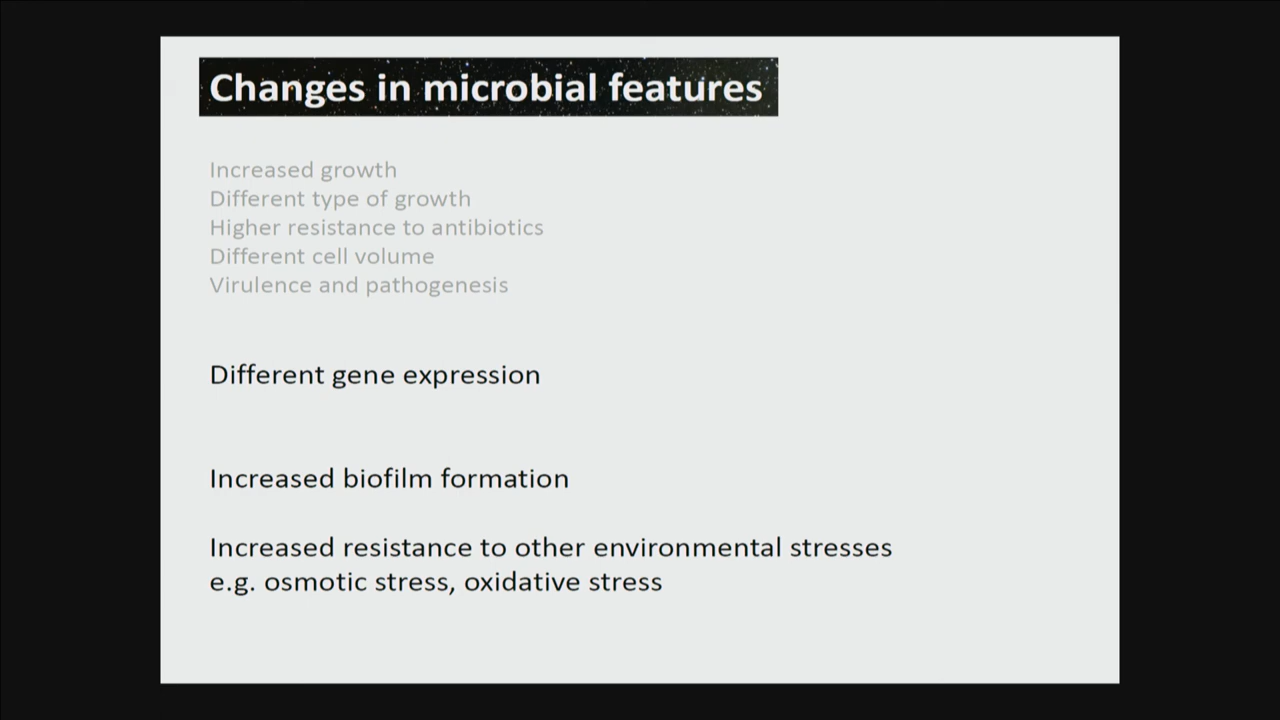 Changes in microbial features
Increased growth
Different type of growth
Higher resistance to antibiotics
Different cell volume
Virulence and pathogenesis
Different gene expression
Increased biofilm formation
Increased resistance to other environmental stresses
e.g. osmotic stress, oxidative stress